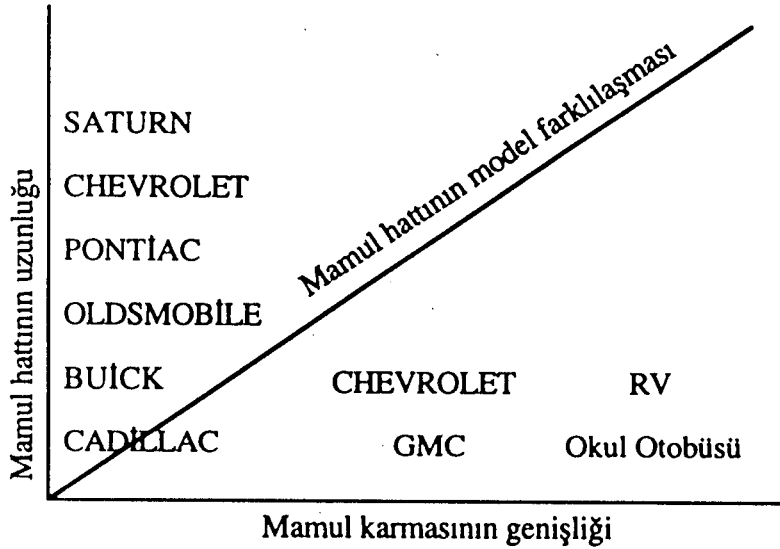 SATURN
CHEVROLET
PONTİAC
OLDSMOBİLE
BUİCK
CADİLLAC
CHEVROLET
RV
GMC
Okul Otobüsü
Mamul hattının model farklılaşması
Mamul hattının uzunluğu
Mamul karmasının genişliği